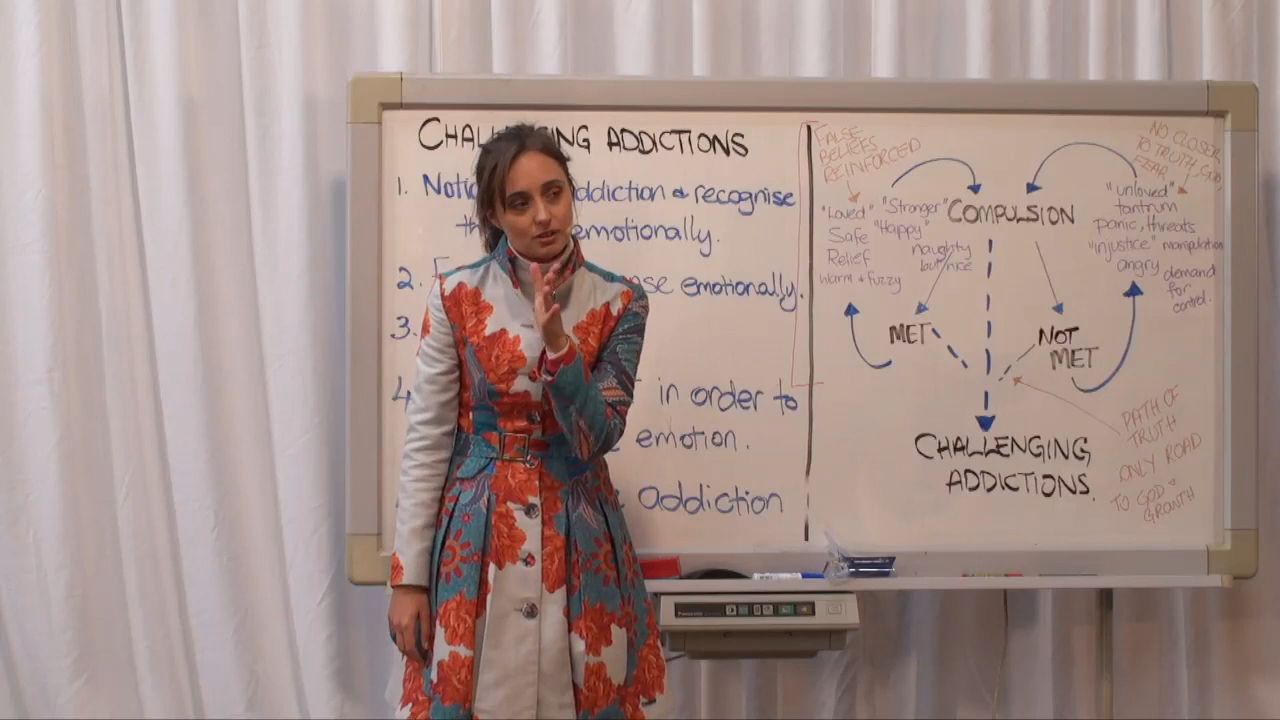 CHALLENGING ADDICTIONS
1. Notice addiction & recognise
emotionally.
2. emotionally.
3.
4. in order to
emotion.
addiction
FALSE
BELIEFS
REINFORCED
"Loved"
Safe
Relief
warm & fuzzy
"Stronger"
"Happy"
naughty
but nice
COMPULSION
NO CLOSER
TO TRUTH, GOD,
FEAR,
"unloved"
tantrum
panic, threats
"injustice" manipulation
angry
demand
for
control.
MET
NOT
MET
CHALLENGING
ADDICTIONS.
PATH OF
TRUTH
ONLY ROAD
TO GOD &
GROWTH
Panasonic